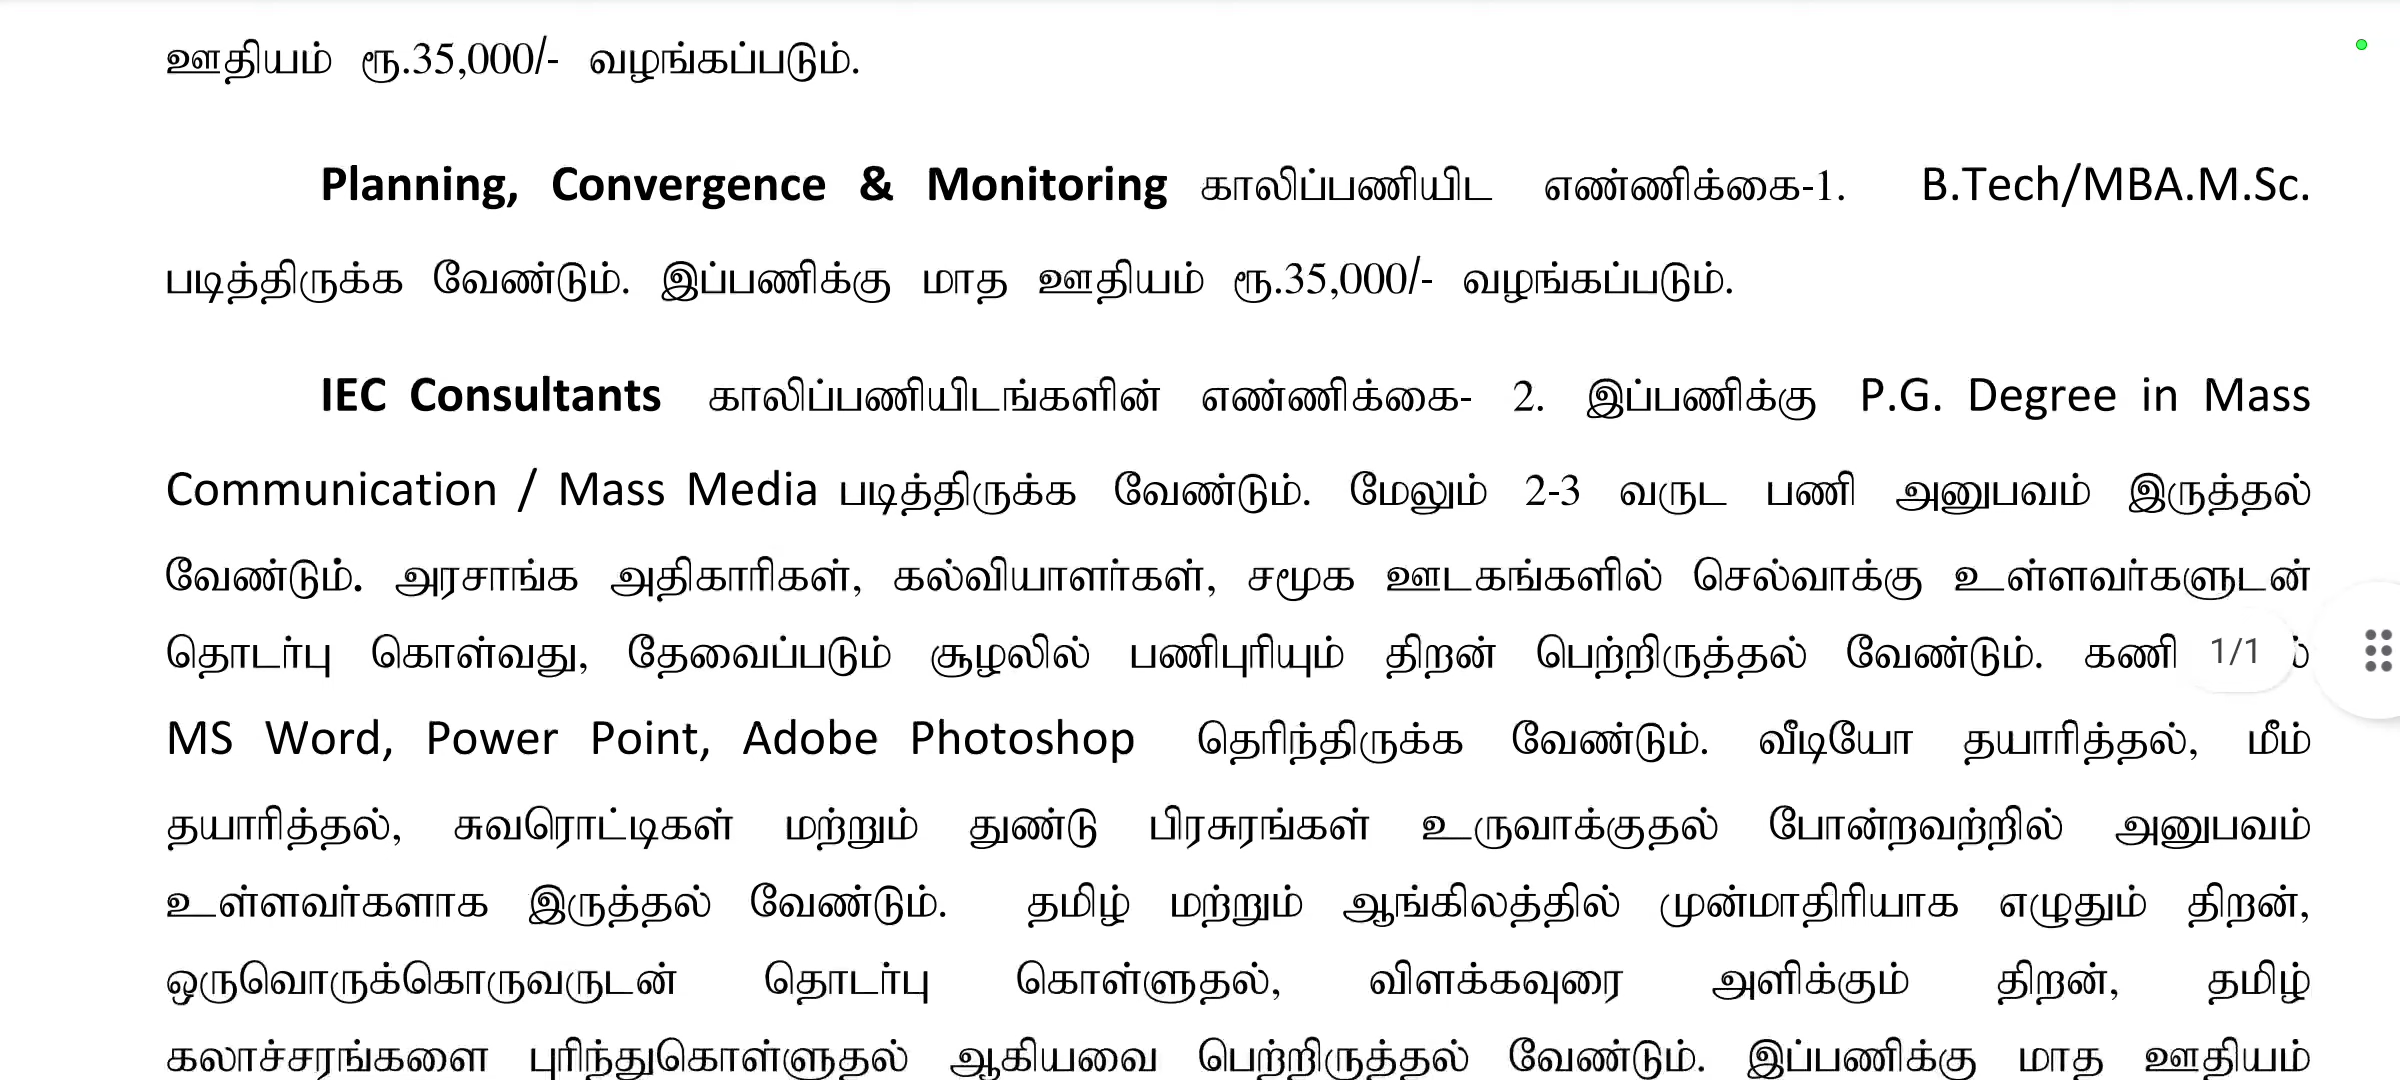 ஊதியம் ரூ.35,000/- வழங்கப்படும்.
Planning, Convergence & Monitoring காலிப்பணியிட எண்ணிக்கை-1. B.Tech/MBA.M.Sc.
படித்திருக்க வேண்டும். இப்பணிக்கு மாத ஊதியம் ரூ.35,000/- வழங்கப்படும்.
IEC Consultants காலிப்பணியிடங்களின் எண்ணிக்கை- 2. இப்பணிக்கு P.G. Degree in Mass
Communication / Mass Media படித்திருக்க வேண்டும். மேலும் 2-3 வருட பணி அனுபவம் இருத்தல்
வேண்டும். அரசாங்க அதிகாரிகள், கல்வியாளர்கள், சமூக ஊடகங்களில் செல்வாக்கு உள்ளவர்களுடன்
தொடர்பு கொள்வது, தேவைப்படும் சூழலில் பணிபுரியும் திறன் பெற்றிருத்தல் வேண்டும். கணி 1/1
MS Word, Power Point, Adobe Photoshop தெரிந்திருக்க வேண்டும். வீடியோ தயாரித்தல், மீம்
தயாரித்தல், சுவரொட்டிகள் மற்றும் துண்டு பிரசுரங்கள் உருவாக்குதல் போன்றவற்றில் அனுபவம்
உள்ளவர்களாக இருத்தல் வேண்டும். தமிழ் மற்றும் ஆங்கிலத்தில் முன்மாதிரியாக எழுதும் திறன்,
ஒருவொருக்கொருவருடன் தொடர்பு கொள்ளுதல், விளக்கவுரை அளிக்கும் திறன், தமிழ்
கலாச்சரங்களை புரிந்துகொள்ளுதல் ஆகியவை பெற்றிருத்தல் வேண்டும். இப்பணிக்கு மாத ஊதியம்